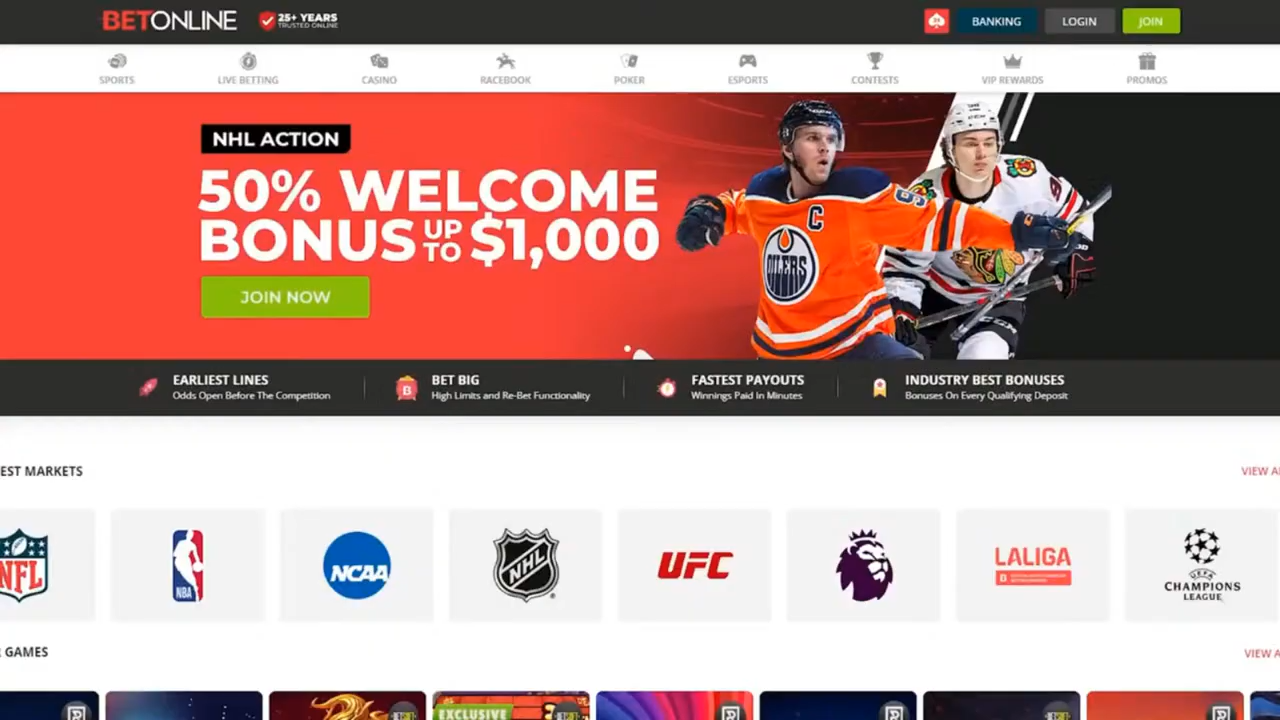 BETONLINE
25+ YEARS
TRUSTED ONLINE
BANKING
LOGIN
JOIN
SPORTS
LIVE BETTING
CASINO
RACEBOOK
POKER
ESPORTS
CONTESTS
VIP REWARDS
PROMOS
NHL ACTION
50% WELCOME
BONUS UP TO $1,000
JOIN NOW
C
OILERS
CCM
EARLIEST LINES
Odds Open Before The Competition
BET BIG
High Limits and Re-Bet Functionality
FASTEST PAYOUTS
Winnings Paid In Minutes
INDUSTRY BEST BONUSES
Bonuses On Every Qualifying Deposit
EST MARKETS
VIEW A
NFL
NBA
NCAA
NHL
UFC
LALIGA
UEFA
CHAMPIONS
LEAGUE
GAMES
VIEW A
EXCLUSIVE